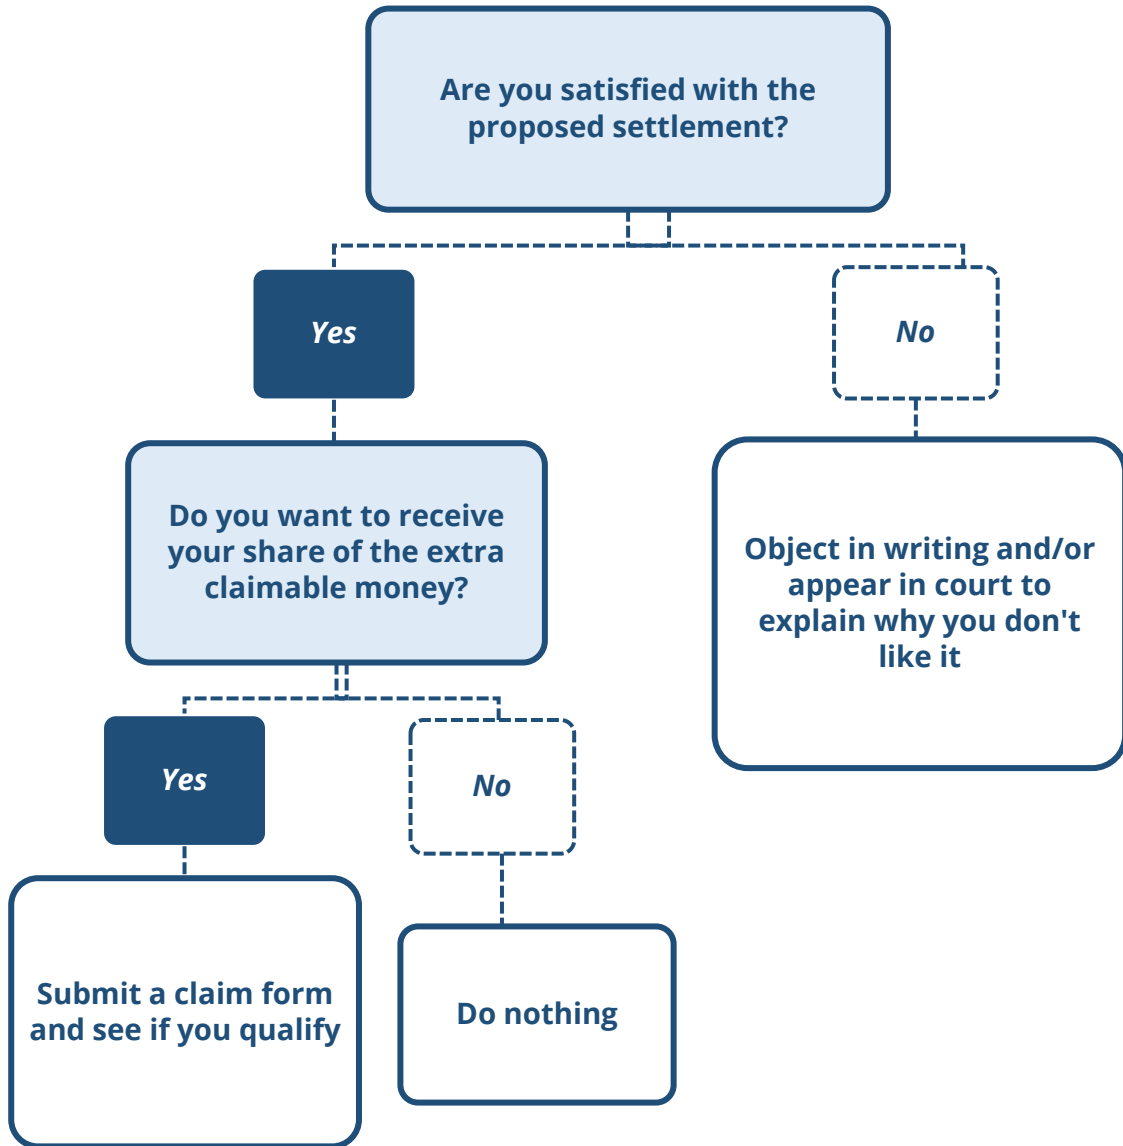 Are you satisfied with the
proposed settlement?
Yes
No
Do you want to receive
your share of the extra
claimable money?
Object in writing and/or
appear in court to
explain why you don't
like it
Yes
No
Submit a claim form
and see if you qualify
Do nothing